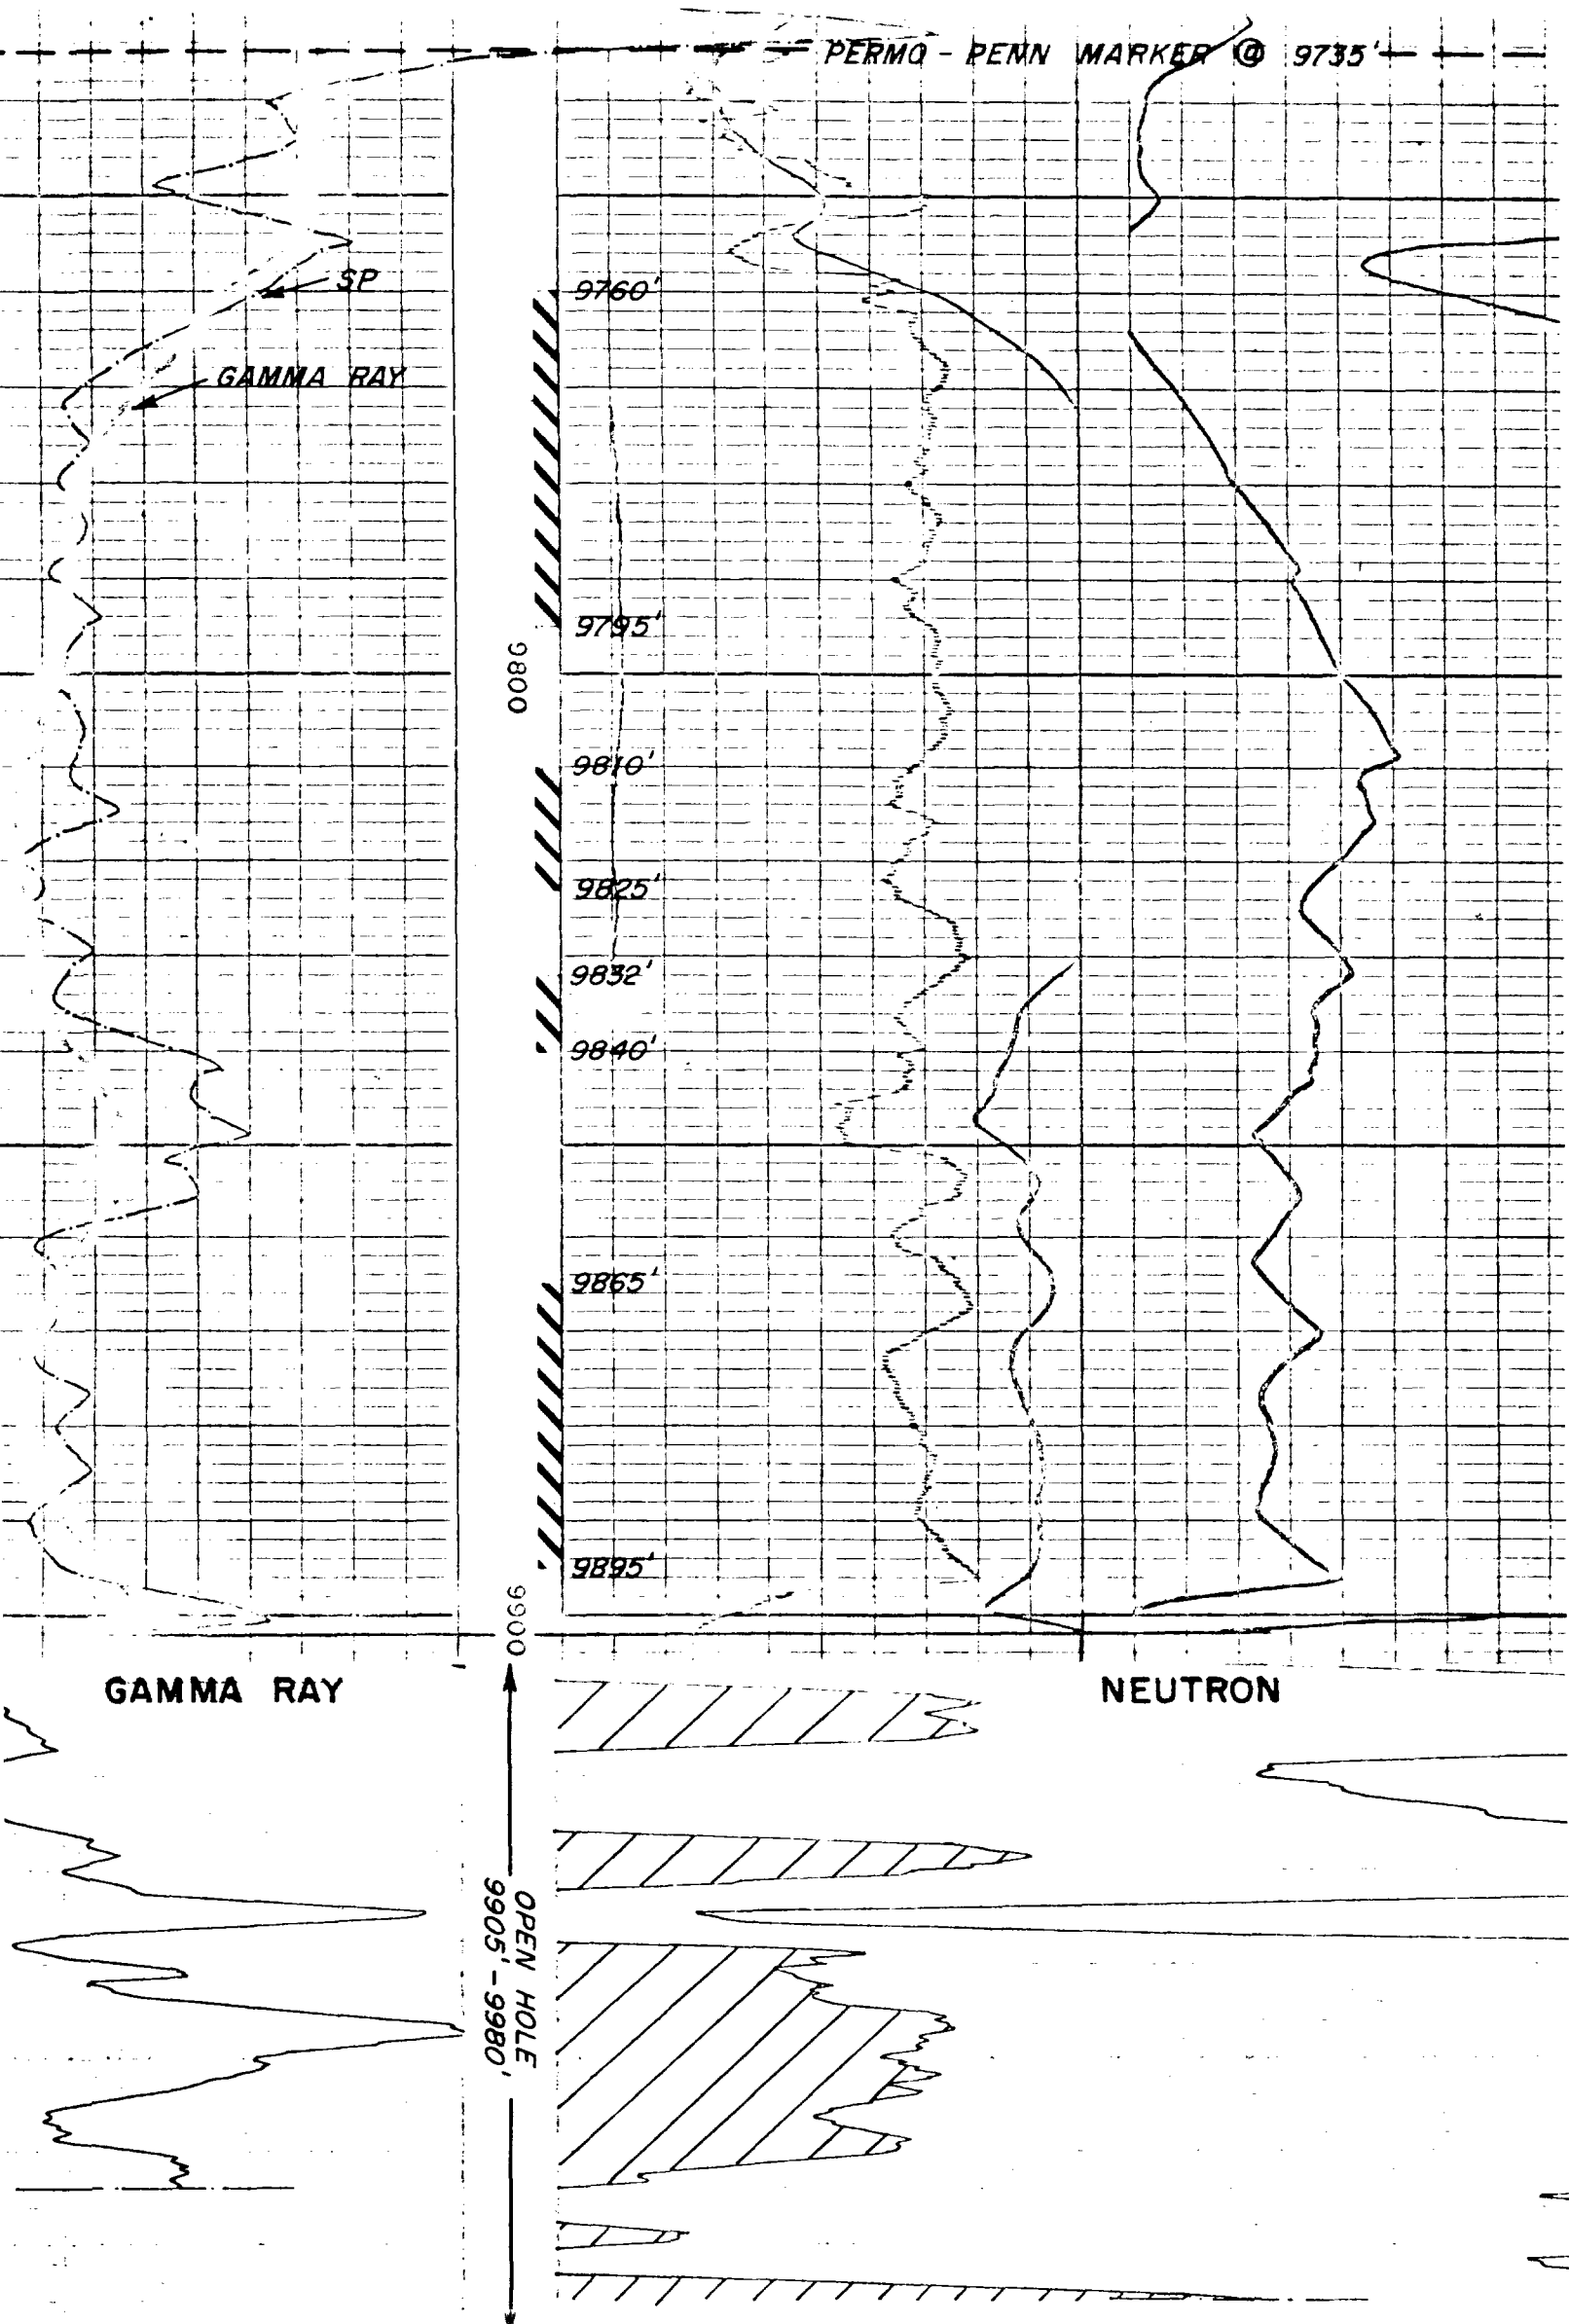 PERMO - PENN MARKER @ 9735'
SP
9760'
GAMMA RAY
9795'
9800
9810'
9825'
9832'
9840'
9865'
9895'
9900
GAMMA RAY
NEUTRON
OPEN HOLE
9905' - 9980'